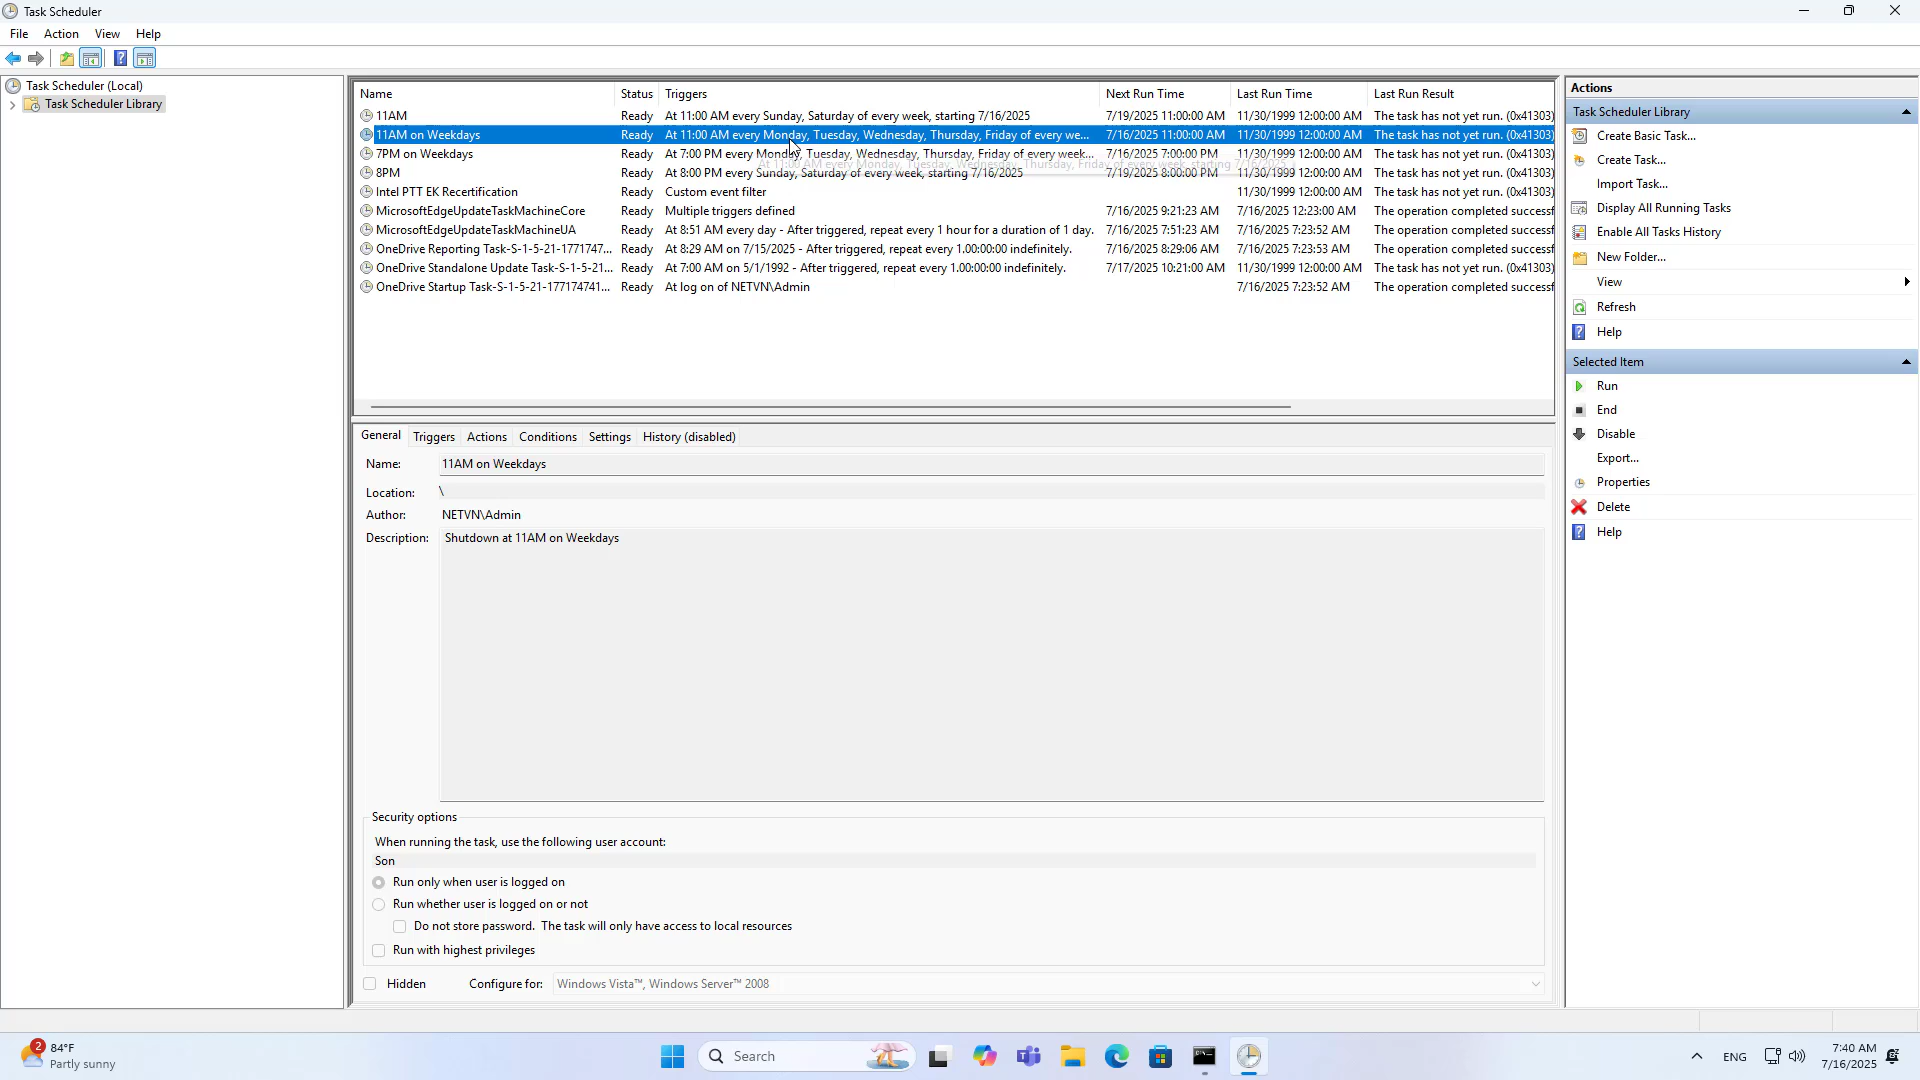 Task Scheduler
File Action View Help
Task Scheduler (Local)
Task Scheduler Library
Name Status Triggers Next Run Time Last Run Time Last Run Result
11AM Ready At 11:00 AM every Sunday, Saturday of every week, starting 7/16/2025 7/19/2025 11:00:00 AM 11/30/1999 12:00:00 AM The task has not yet run. (0x41303)
11AM on Weekdays Ready At 11:00 AM every Monday, Tuesday, Wednesday, Thursday, Friday of every we... 7/16/2025 11:00:00 AM 11/30/1999 12:00:00 AM The task has not yet run. (0x41303)
7PM on Weekdays Ready At 7:00 PM every Monday, Tuesday, Wednesday, Thursday, Friday of every week... 7/16/2025 7:00:00 PM 11/30/1999 12:00:00 AM The task has not yet run. (0x41303)
At 11:00 AM every Monday, Tuesday, Wednesday, Thursday, Friday of every week, starting 7/16/2025
8PM Ready At 8:00 PM every Sunday, Saturday of every week, starting 7/16/2025 7/19/2025 8:00:00 PM 11/30/1999 12:00:00 AM The task has not yet run. (0x41303)
Intel PTT EK Recertification Ready Custom event filter 11/30/1999 12:00:00 AM The task has not yet run. (0x41303)
MicrosoftEdgeUpdateTaskMachineCore Ready Multiple triggers defined 7/16/2025 9:21:23 AM 7/16/2025 12:23:00 AM The operation completed successf
MicrosoftEdgeUpdateTaskMachineUA Ready At 8:51 AM every day - After triggered, repeat every 1 hour for a duration of 1 day. 7/16/2025 7:51:23 AM 7/16/2025 7:23:52 AM The operation completed successf
OneDrive Reporting Task-S-1-5-21-1771747... Ready At 8:29 AM on 7/15/2025 - After triggered, repeat every 1.00:00:00 indefinitely. 7/16/2025 8:29:06 AM 7/16/2025 7:23:53 AM The operation completed successf
OneDrive Standalone Update Task-S-1-5-21... Ready At 7:00 AM on 5/1/1992 - After triggered, repeat every 1.00:00:00 indefinitely. 7/17/2025 10:21:00 AM 11/30/1999 12:00:00 AM The task has not yet run. (0x41303)
OneDrive Startup Task-S-1-5-21-177174741... Ready At log on of NETVN\Admin 7/16/2025 7:23:52 AM The operation completed successf
General Triggers Actions Conditions Settings History (disabled)
Name: 11AM on Weekdays
Location: \
Author: NETVN\Admin
Description: Shutdown at 11AM on Weekdays
Security options
When running the task, use the following user account:
Son
Run only when user is logged on
Run whether user is logged on or not
Do not store password. The task will only have access to local resources
Run with highest privileges
Hidden Configure for: Windows Vista™, Windows Server™ 2008
Actions
Task Scheduler Library
Create Basic Task...
Create Task...
Import Task...
Display All Running Tasks
Enable All Tasks History
New Folder...
View
Refresh
Help
Selected Item
Run
End
Disable
Export...
Properties
Delete
Help
2
84°F
Partly sunny
Search
ENG
7:40 AM
7/16/2025